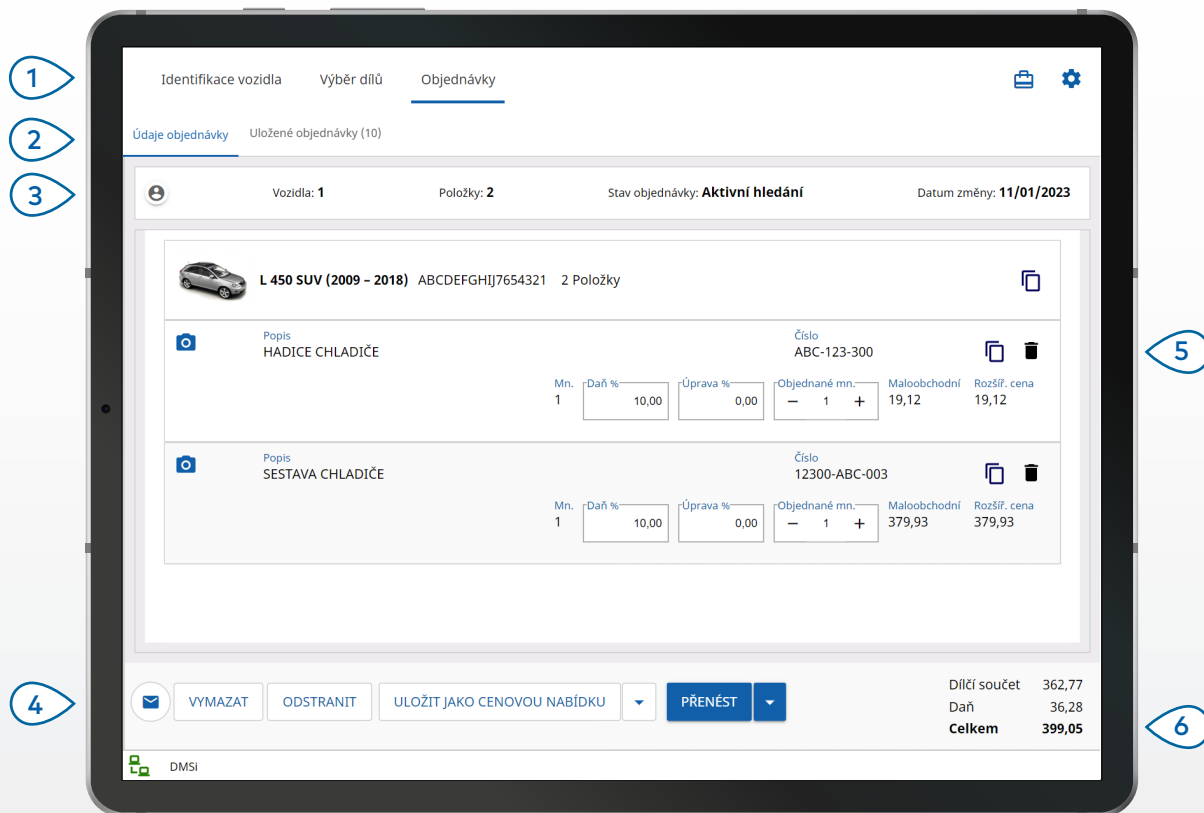 1
Identifikace vozidla Výběr dílů Objednávky
2
Údaje objednávky Uložené objednávky (10)
3
Vozidla: 1 Položky: 2 Stav objednávky: Aktivní hledání Datum změny: 11/01/2023
L 450 SUV (2009 – 2018) ABCDEFGHIJ7654321 2 Položky
Popis Číslo
HADICE CHLADIČE ABC-123-300
5
Mn. Daň % Úprava % Objednané mn. Maloobchodní Rozšíř. cena
1 10,00 0,00 − 1 + 19,12 19,12
Popis Číslo
SESTAVA CHLADIČE 12300-ABC-003
Mn. Daň % Úprava % Objednané mn. Maloobchodní Rozšíř. cena
1 10,00 0,00 − 1 + 379,93 379,93
4
VYMAZAT ODSTRANIT ULOŽIT JAKO CENOVOU NABÍDKU PŘENÉST
Dílčí součet 362,77
Daň 36,28
Celkem 399,05
6
DMSi